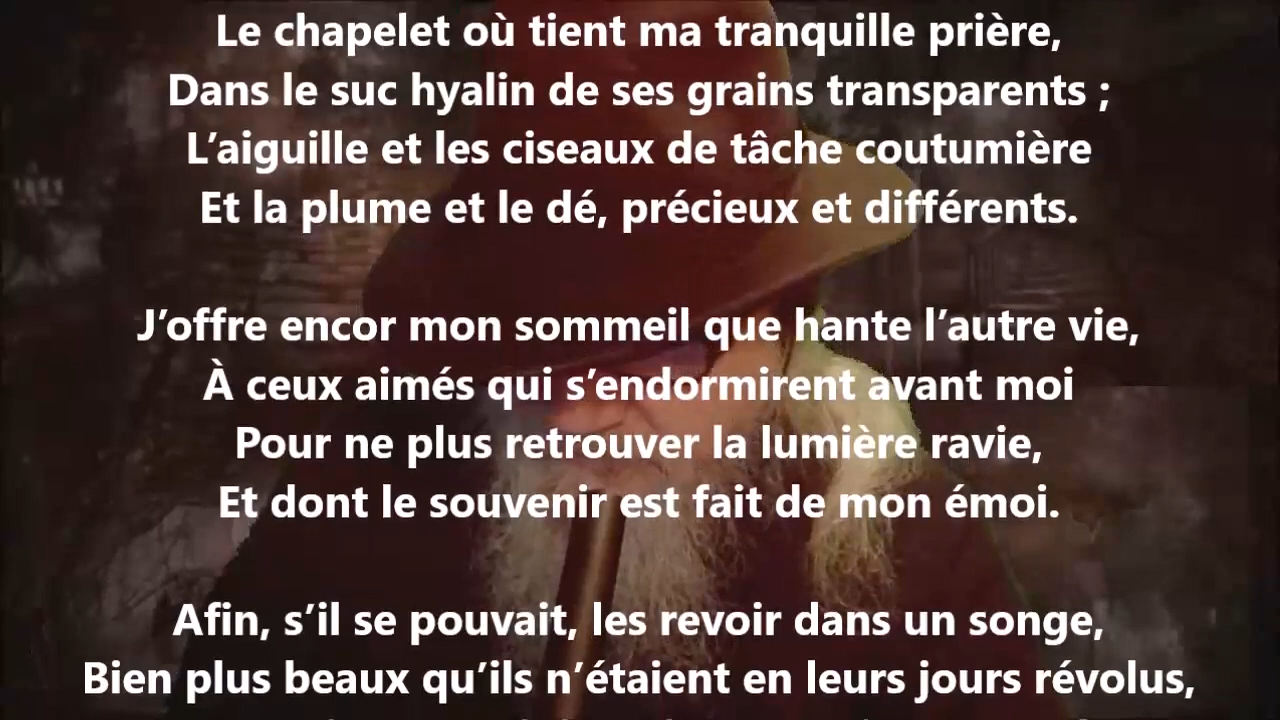 Le chapelet où tient ma tranquille prière,
Dans le suc hyalin de ses grains transparents ;
L’aiguille et les ciseaux de tâche coutumière
Et la plume et le dé, précieux et différents.
J’offre encor mon sommeil que hante l’autre vie,
À ceux aimés qui s’endormirent avant moi
Pour ne plus retrouver la lumière ravie,
Et dont le souvenir est fait de mon émoi.
Afin, s’il se pouvait, les revoir dans un songe,
Bien plus beaux qu’ils n’étaient en leurs jours révolus,